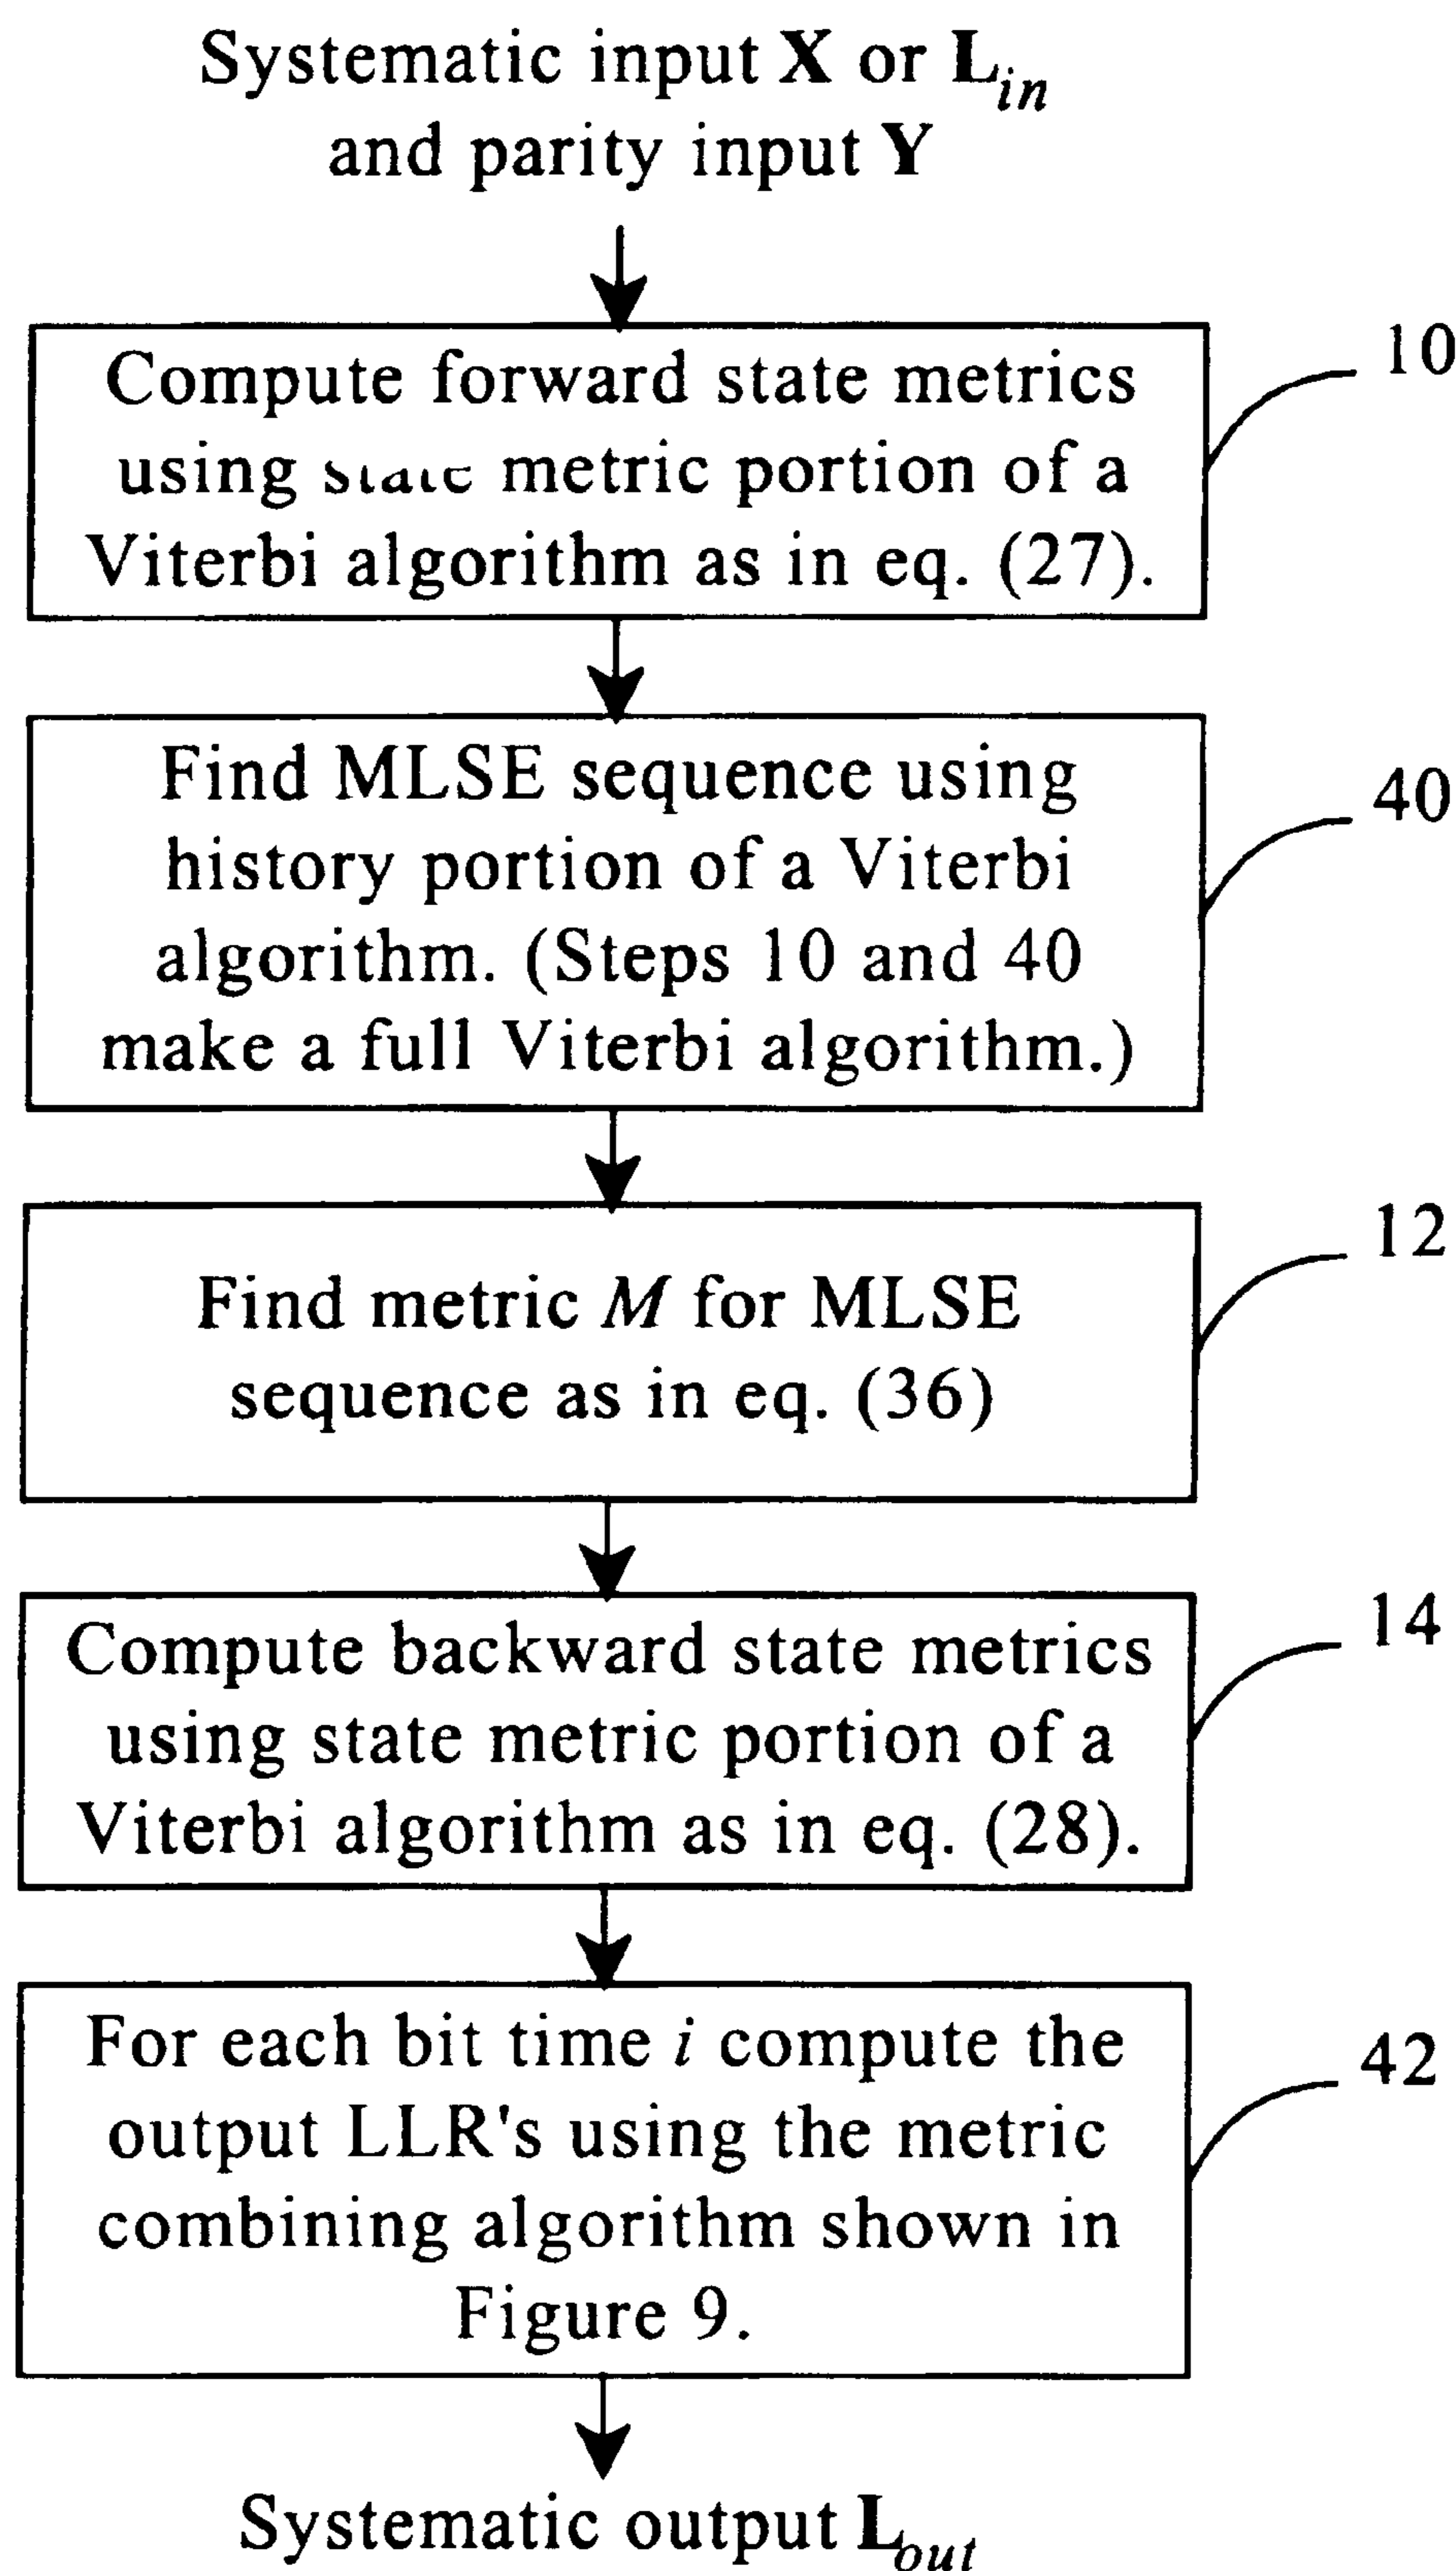 Systematic input X or L_in
and parity input Y
Compute forward state metrics
10
using state metric portion of a
Viterbi algorithm as in eq. (27).
Find MLSE sequence using
40
history portion of a Viterbi
algorithm. (Steps 10 and 40
make a full Viterbi algorithm.)
12
Find metric M for MLSE
sequence as in eq. (36)
14
Compute backward state metrics
using state metric portion of a
Viterbi algorithm as in eq. (28).
For each bit time i compute the
42
output LLR's using the metric
combining algorithm shown in
Figure 9.
Systematic output L_out